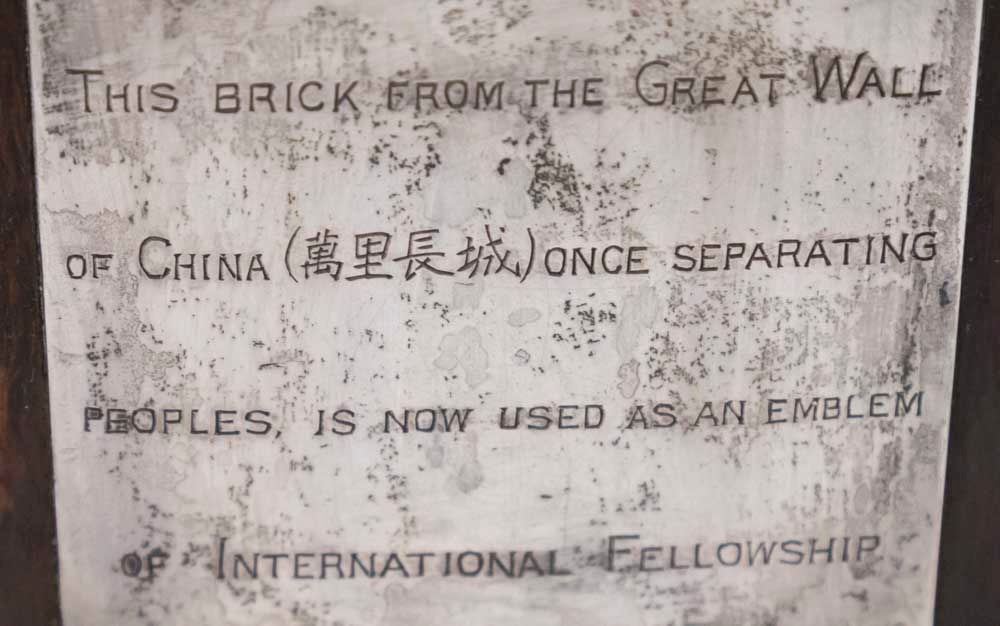 THIS BRICK FROM THE GREAT WALL
OF CHINA (萬里長城) ONCE SEPARATING
PEOPLES, IS NOW USED AS AN EMBLEM
OF INTERNATIONAL FELLOWSHIP